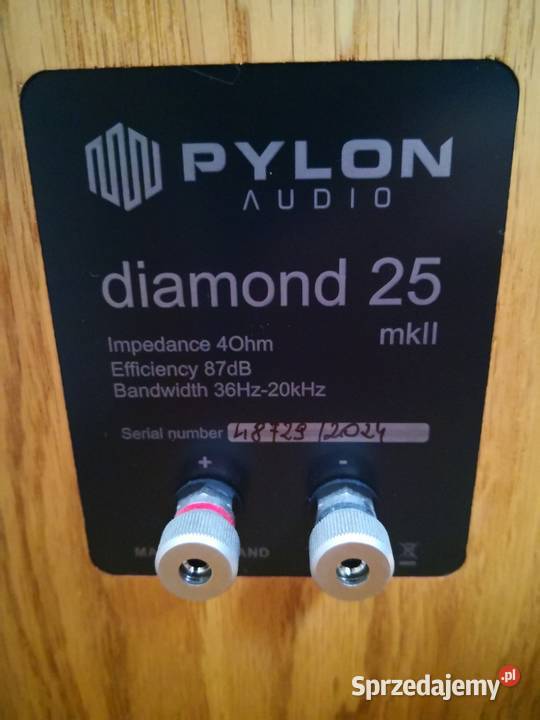 PYLON
AUDIO
diamond 25
mkII
Impedance 4Ohm
Efficiency 87dB
Bandwidth 36Hz-20kHz
Serial number 48729/2024
+ -
Sprzedajemy.pl